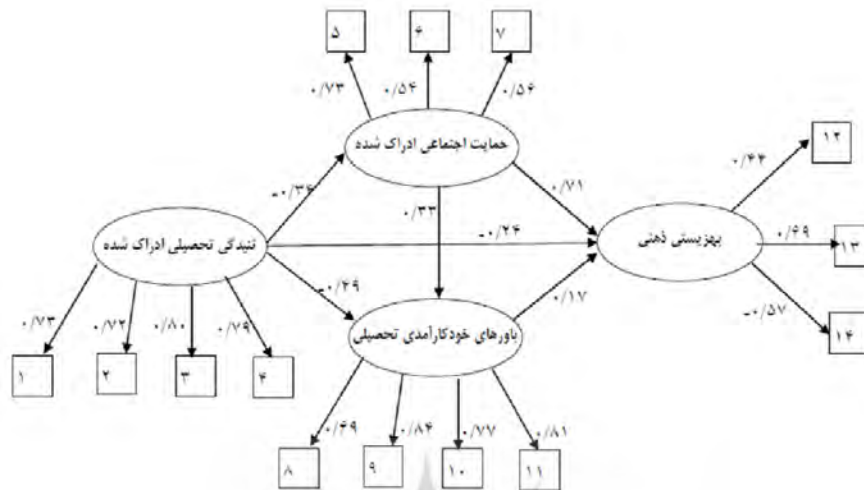 ۵ ۶ ۷
۰/۷۳ ۰/۵۴ ۰/۵۶
حمایت اجتماعی ادراک شده
۱۲
۰/۴۴
-۰/۳۴ ۰/۳۳ ۰/۷۱
تنیدگی تحصیلی ادراک شده
-۰/۲۴
بهزیستی ذهنی
۰/۶۹ ۱۳
-۰/۴۹ ۰/۱۷
-۰/۵۷
۱۴
باورهای خودکارآمدی تحصیلی
۰/۷۳ ۰/۷۲ ۰/۸۰ ۰/۷۹
۱ ۲ ۳ ۴
۰/۶۹ ۰/۸۴ ۰/۷۷ ۰/۸۱
۸ ۹ ۱۰ ۱۱